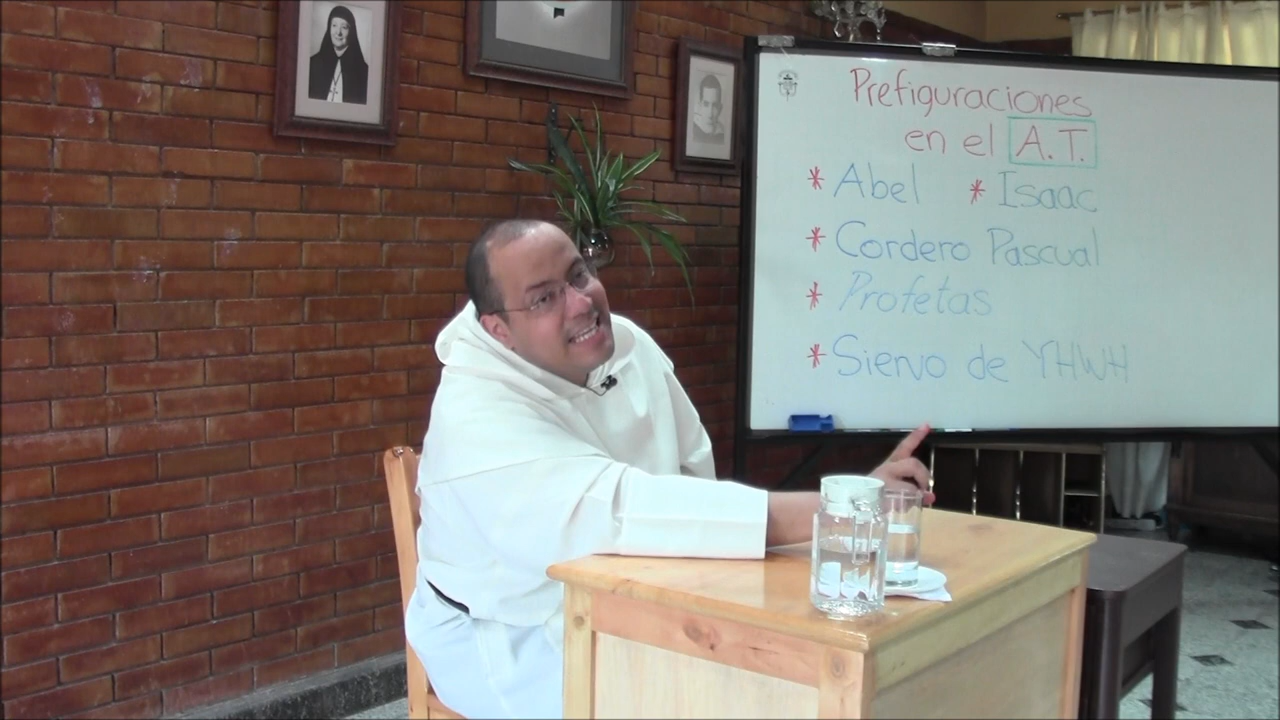 Prefiguraciones
en el A.T.
* Abel * Isaac
* Cordero Pascual
* Profetas
* Siervo de YHWH